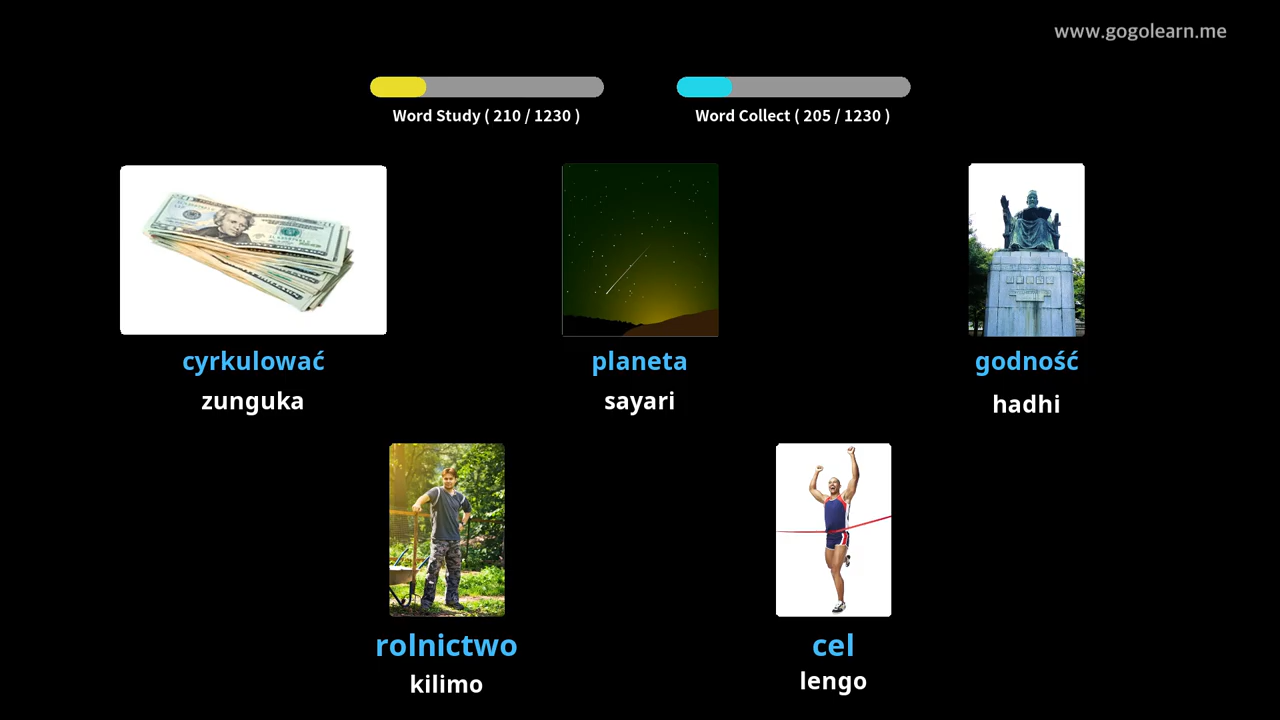 www.gogolearn.me
Word Study ( 210 / 1230 )
Word Collect ( 205 / 1230 )
cyrkulować
zunguka
planeta
sayari
godność
hadhi
rolnictwo
kilimo
cel
lengo